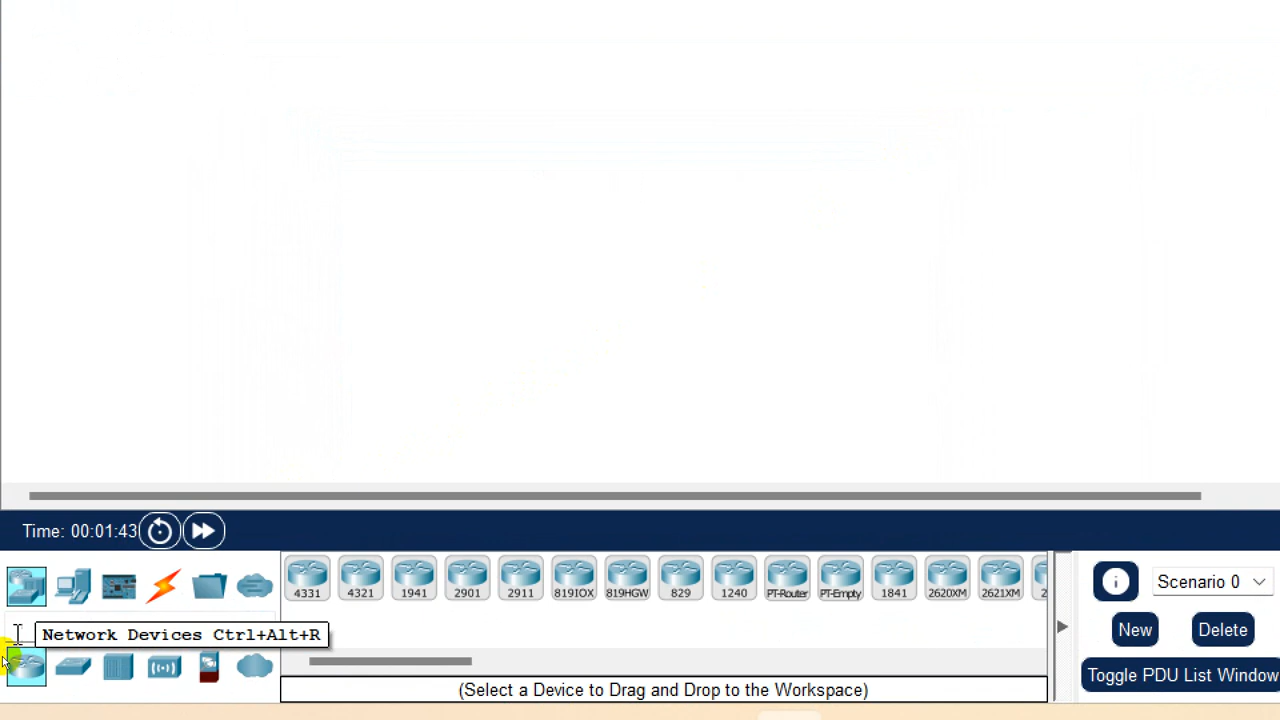 Time: 00:01:43
4331 4321 1941 2901 2911 819IOX 819HGW 829 1240 PT-Router PT-Empty 1841 2620XM 2621XM
Scenario 0
Network Devices Ctrl+Alt+R
New Delete
Toggle PDU List Window
(Select a Device to Drag and Drop to the Workspace)